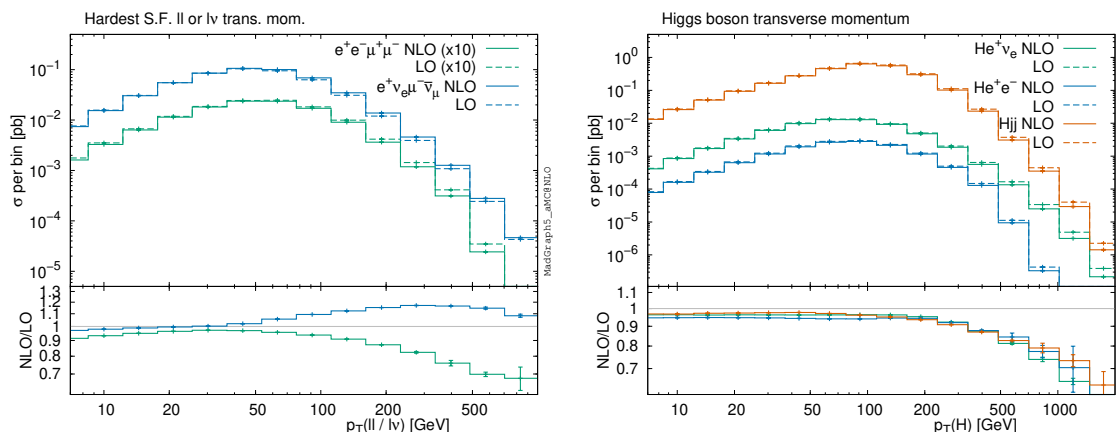 Hardest S.F. ll or lν trans. mom.
e⁺e⁻μ⁺μ⁻ NLO (x10)
LO (x10)
e⁺νₑμ⁻ν̅μ NLO
LO
σ per bin [pb]
10⁻¹
10⁻²
10⁻³
10⁻⁴
10⁻⁵
MadGraph5_aMC@NLO
NLO/LO
1.3
1.2
1
0.9
0.8
0.7
10 20 50 100 200 500
p_T(ll / lν) [GeV]
Higgs boson transverse momentum
He⁺νₑ NLO
LO
He⁺e⁻ NLO
LO
Hjj NLO
LO
σ per bin [pb]
10⁰
10⁻¹
10⁻²
10⁻³
10⁻⁴
10⁻⁵
10⁻⁶
NLO/LO
1.1
1
0.9
0.8
0.7
10 20 50 100 200 500 1000
p_T(H) [GeV]